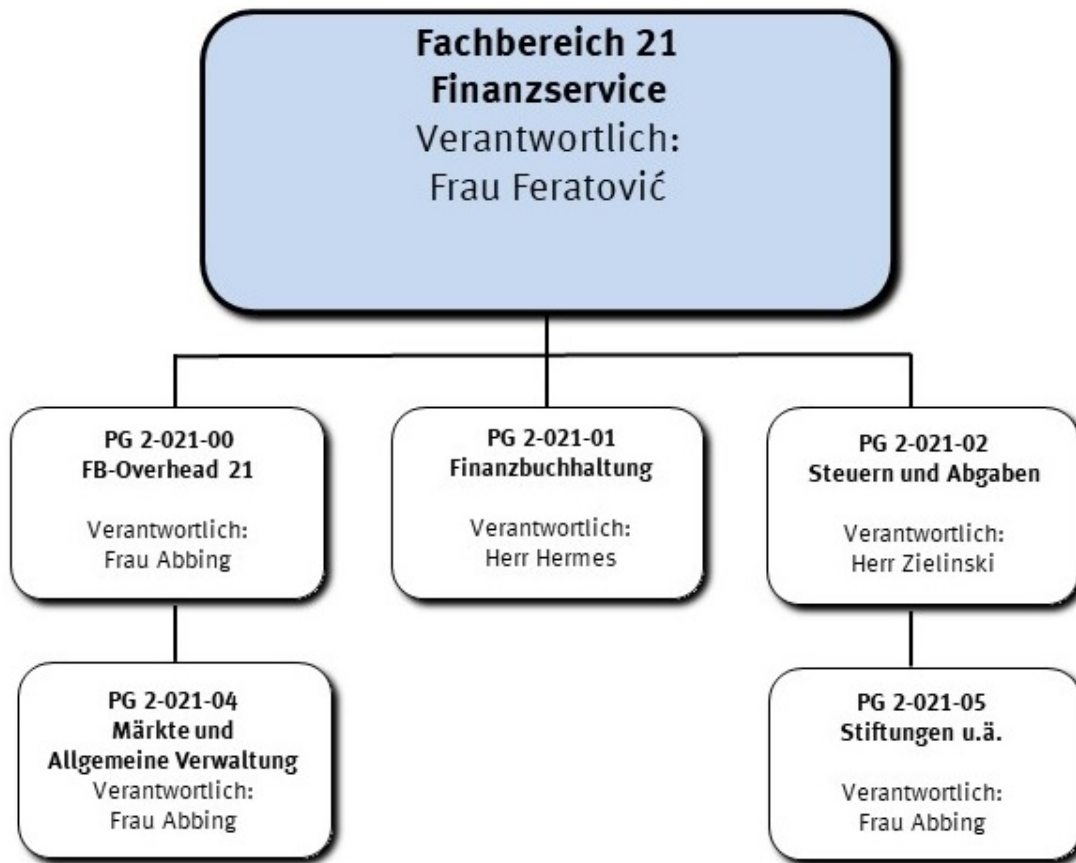 Fachbereich 21
Finanzservice
Verantwortlich:
Frau Feratović
PG 2-021-00
FB-Overhead 21
Verantwortlich:
Frau Abbing
PG 2-021-01
Finanzbuchhaltung
Verantwortlich:
Herr Hermes
PG 2-021-02
Steuern und Abgaben
Verantwortlich:
Herr Zielinski
PG 2-021-04
Märkte und
Allgemeine Verwaltung
Verantwortlich:
Frau Abbing
PG 2-021-05
Stiftungen u.ä.
Verantwortlich:
Frau Abbing